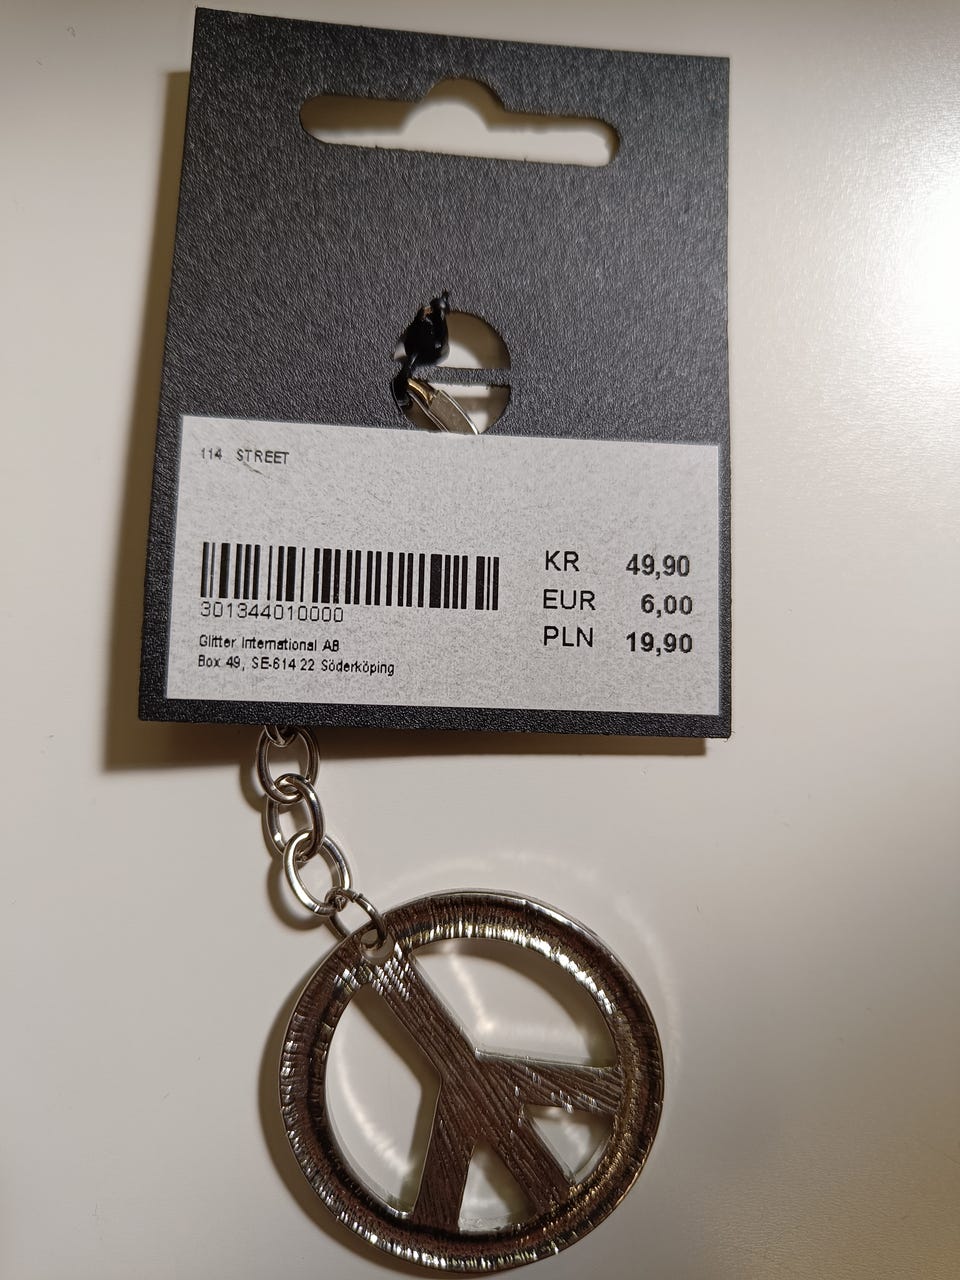 114 STREET
KR 49,90
EUR 6,00
PLN 19,90
301344010000
Glitter International AB
Box 49, SE-614 22 Söderköping